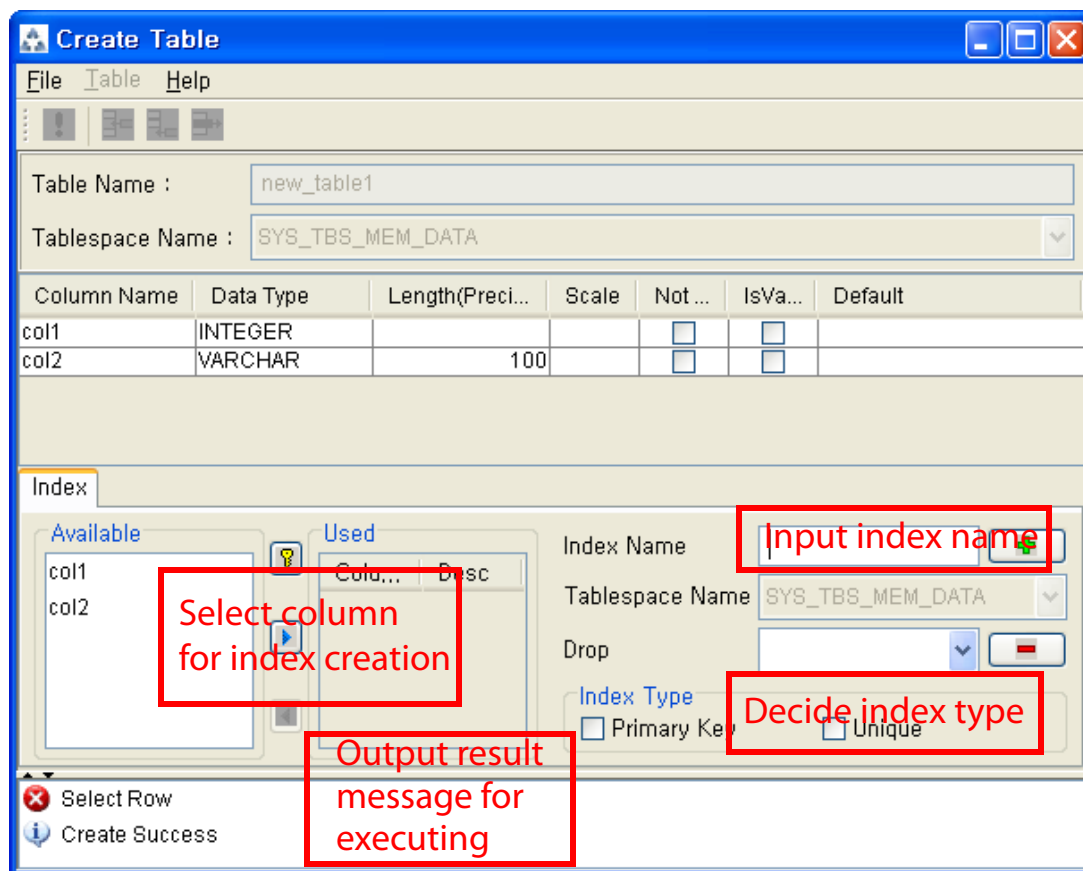 Create Table
File Table Help
Table Name : new_table1
Tablespace Name : SYS_TBS_MEM_DATA
Column Name Data Type Length(Preci... Scale Not ... IsVa... Default
col1 INTEGER
col2 VARCHAR 100
Index
Available
col1
col2
Used
Colu... Desc
Select column
for index creation
Index Name
Input index name
Tablespace Name SYS_TBS_MEM_DATA
Drop
Index Type
Primary Key Unique
Decide index type
Output result
message for
executing
Select Row
Create Success